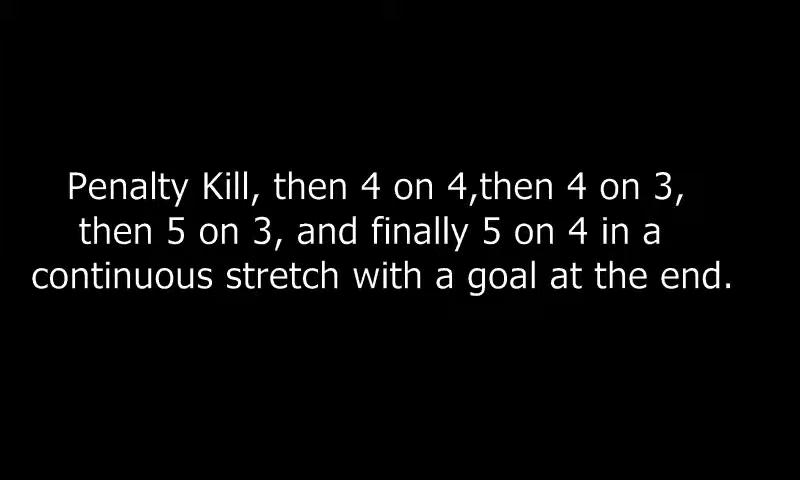 Penalty Kill, then 4 on 4,then 4 on 3,
then 5 on 3, and finally 5 on 4 in a
continuous stretch with a goal at the end.